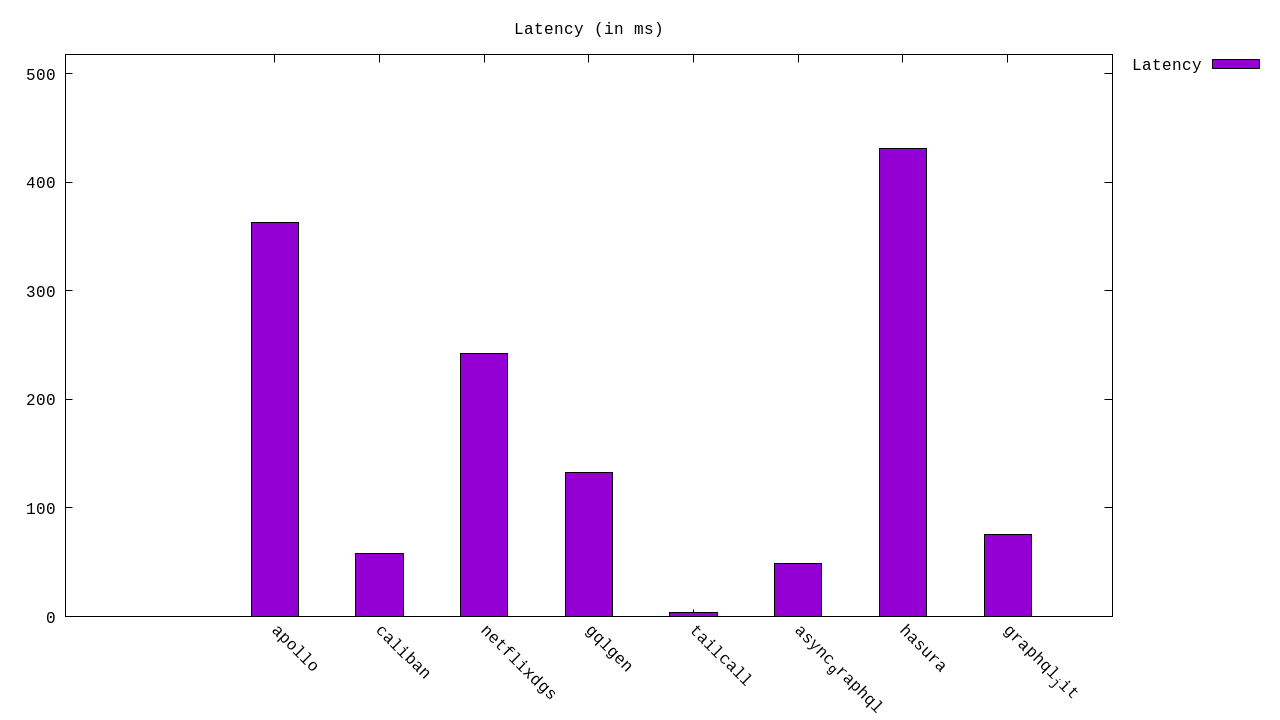 Latency (in ms)
Latency
500
400
300
200
100
0
apollo
caliban
netflixdgs
gqlgen
tailcall
async_graphql
hasura
graphql_jit